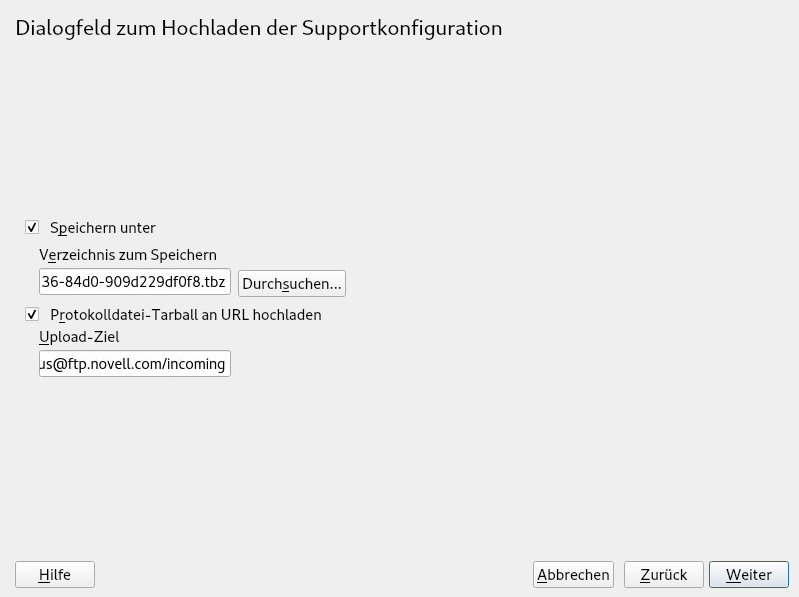 Dialogfeld zum Hochladen der Supportkonfiguration
Speichern unter
Verzeichnis zum Speichern
36-84d0-909d229df0f8.tbz
Durchsuchen...
Protokolldatei-Tarball an URL hochladen
Upload-Ziel
us@ftp.novell.com/incoming
Hilfe
Abbrechen
Zurück
Weiter